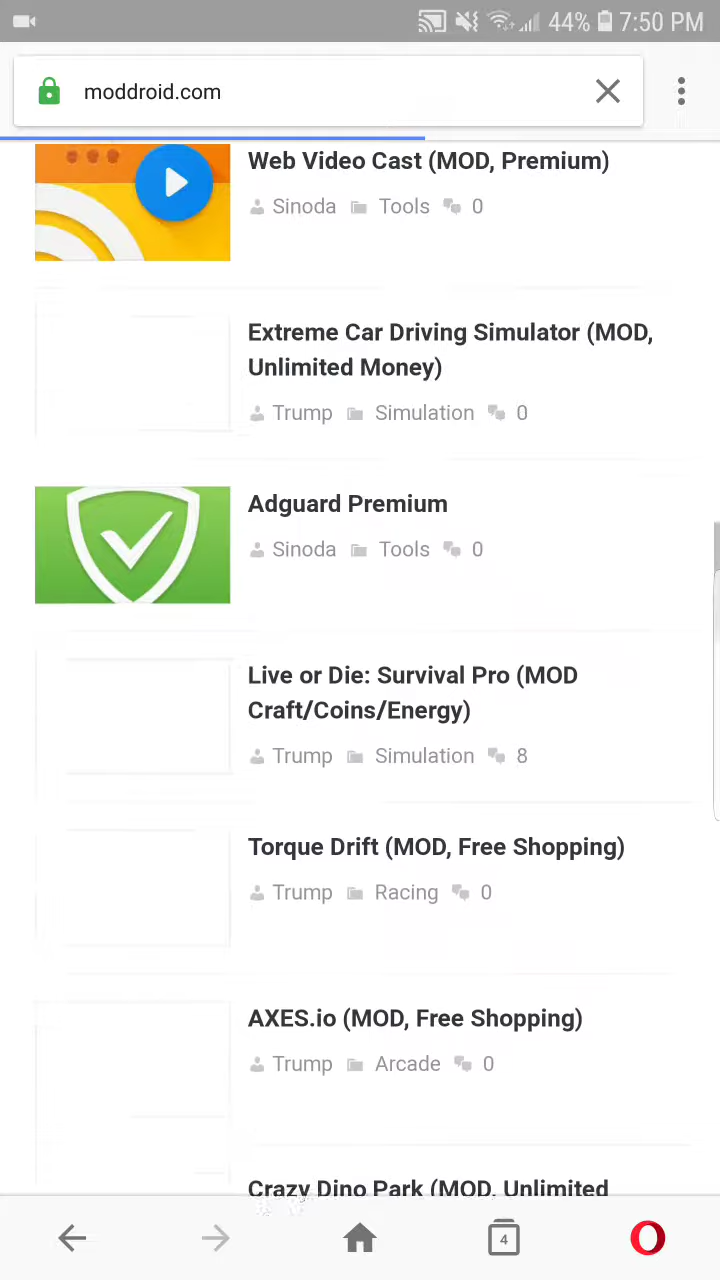 44% 7:50 PM
moddroid.com
Web Video Cast (MOD, Premium)
Sinoda Tools 0
Extreme Car Driving Simulator (MOD,
Unlimited Money)
Trump Simulation 0
Adguard Premium
Sinoda Tools 0
Live or Die: Survival Pro (MOD
Craft/Coins/Energy)
Trump Simulation 8
Torque Drift (MOD, Free Shopping)
Trump Racing 0
AXES.io (MOD, Free Shopping)
Trump Arcade 0
Crazy Dino Park (MOD, Unlimited
4